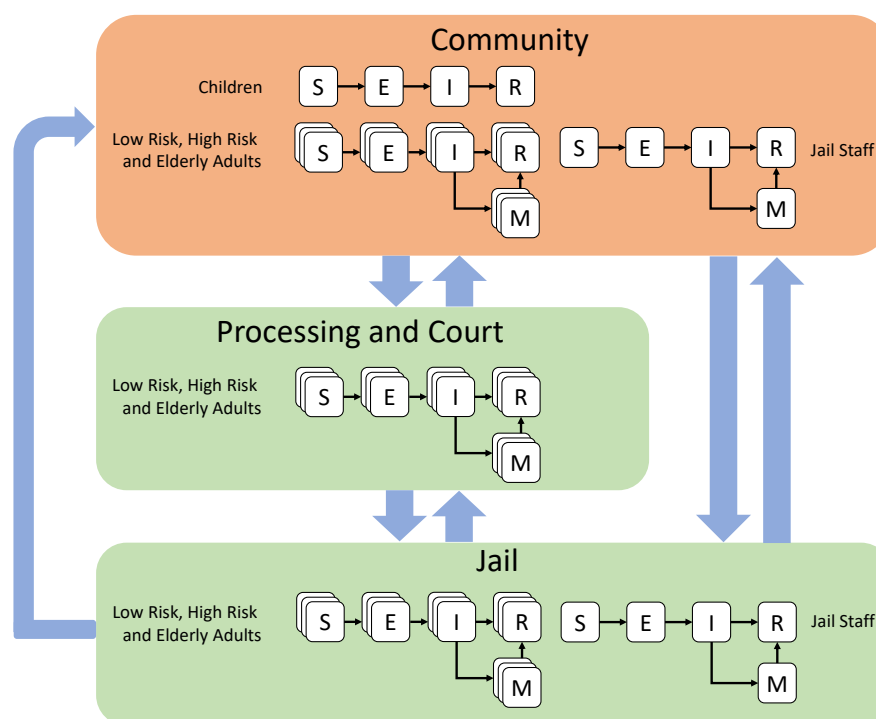 Community
Children
S E I R
Low Risk, High Risk
and Elderly Adults
S E I R
M
S E I R
M
Jail Staff
Processing and Court
Low Risk, High Risk
and Elderly Adults
S E I R
M
Jail
Low Risk, High Risk
and Elderly Adults
S E I R
M
S E I R
M
Jail Staff